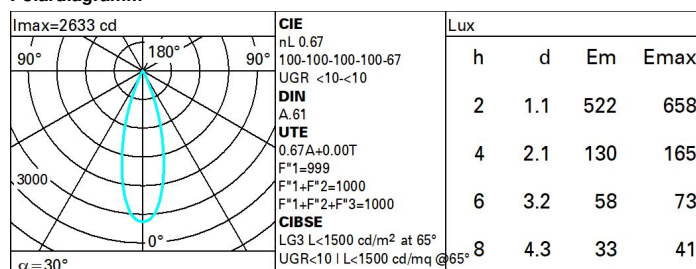 Imax=2633 cd
90°
180°
90°
3000
0°
α=30°
CIE
nL 0.67
100-100-100-100-67
UGR <10-<10
DIN
A.61
UTE
0.67A+0.00T
F"1=999
F"1+F"2=1000
F"1+F"2+F"3=1000
CIBSE
LG3 L<1500 cd/m² at 65°
UGR<10 | L<1500 cd/mq @65°
Lux
h d Em Emax
2 1.1 522 658
4 2.1 130 165
6 3.2 58 73
8 4.3 33 41